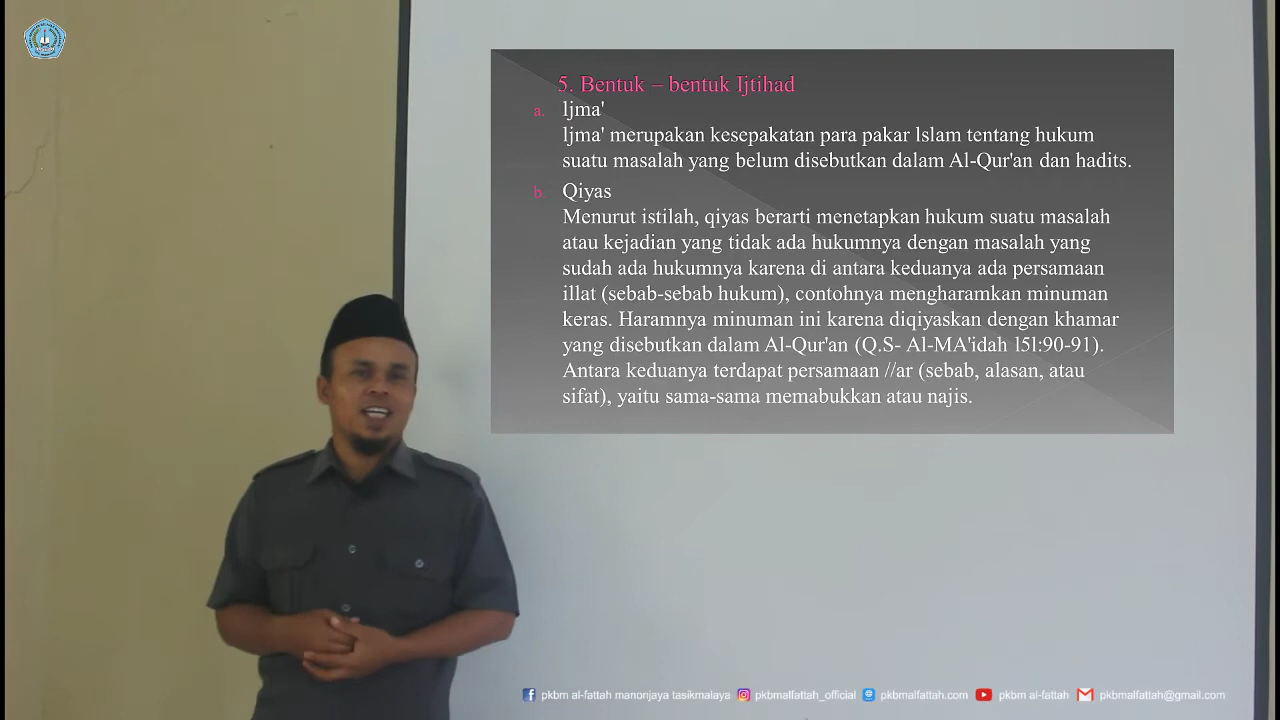 5. Bentuk – bentuk Ijtihad
a. ljma'
ljma' merupakan kesepakatan para pakar lslam tentang hukum
suatu masalah yang belum disebutkan dalam Al-Qur'an dan hadits.
b. Qiyas
Menurut istilah, qiyas berarti menetapkan hukum suatu masalah
atau kejadian yang tidak ada hukumnya dengan masalah yang
sudah ada hukumnya karena di antara keduanya ada persamaan
illat (sebab-sebab hukum), contohnya mengharamkan minuman
keras. Haramnya minuman ini karena diqiyaskan dengan khamar
yang disebutkan dalam Al-Qur'an (Q.S- Al-MA'idah l5l:90-91).
Antara keduanya terdapat persamaan //ar (sebab, alasan, atau
sifat), yaitu sama-sama memabukkan atau najis.
pkbm al-fattah manonjaya tasikmalaya pkbmalfattah_official pkbmalfattah.com pkbm al-fattah pkbmalfattah@gmail.com